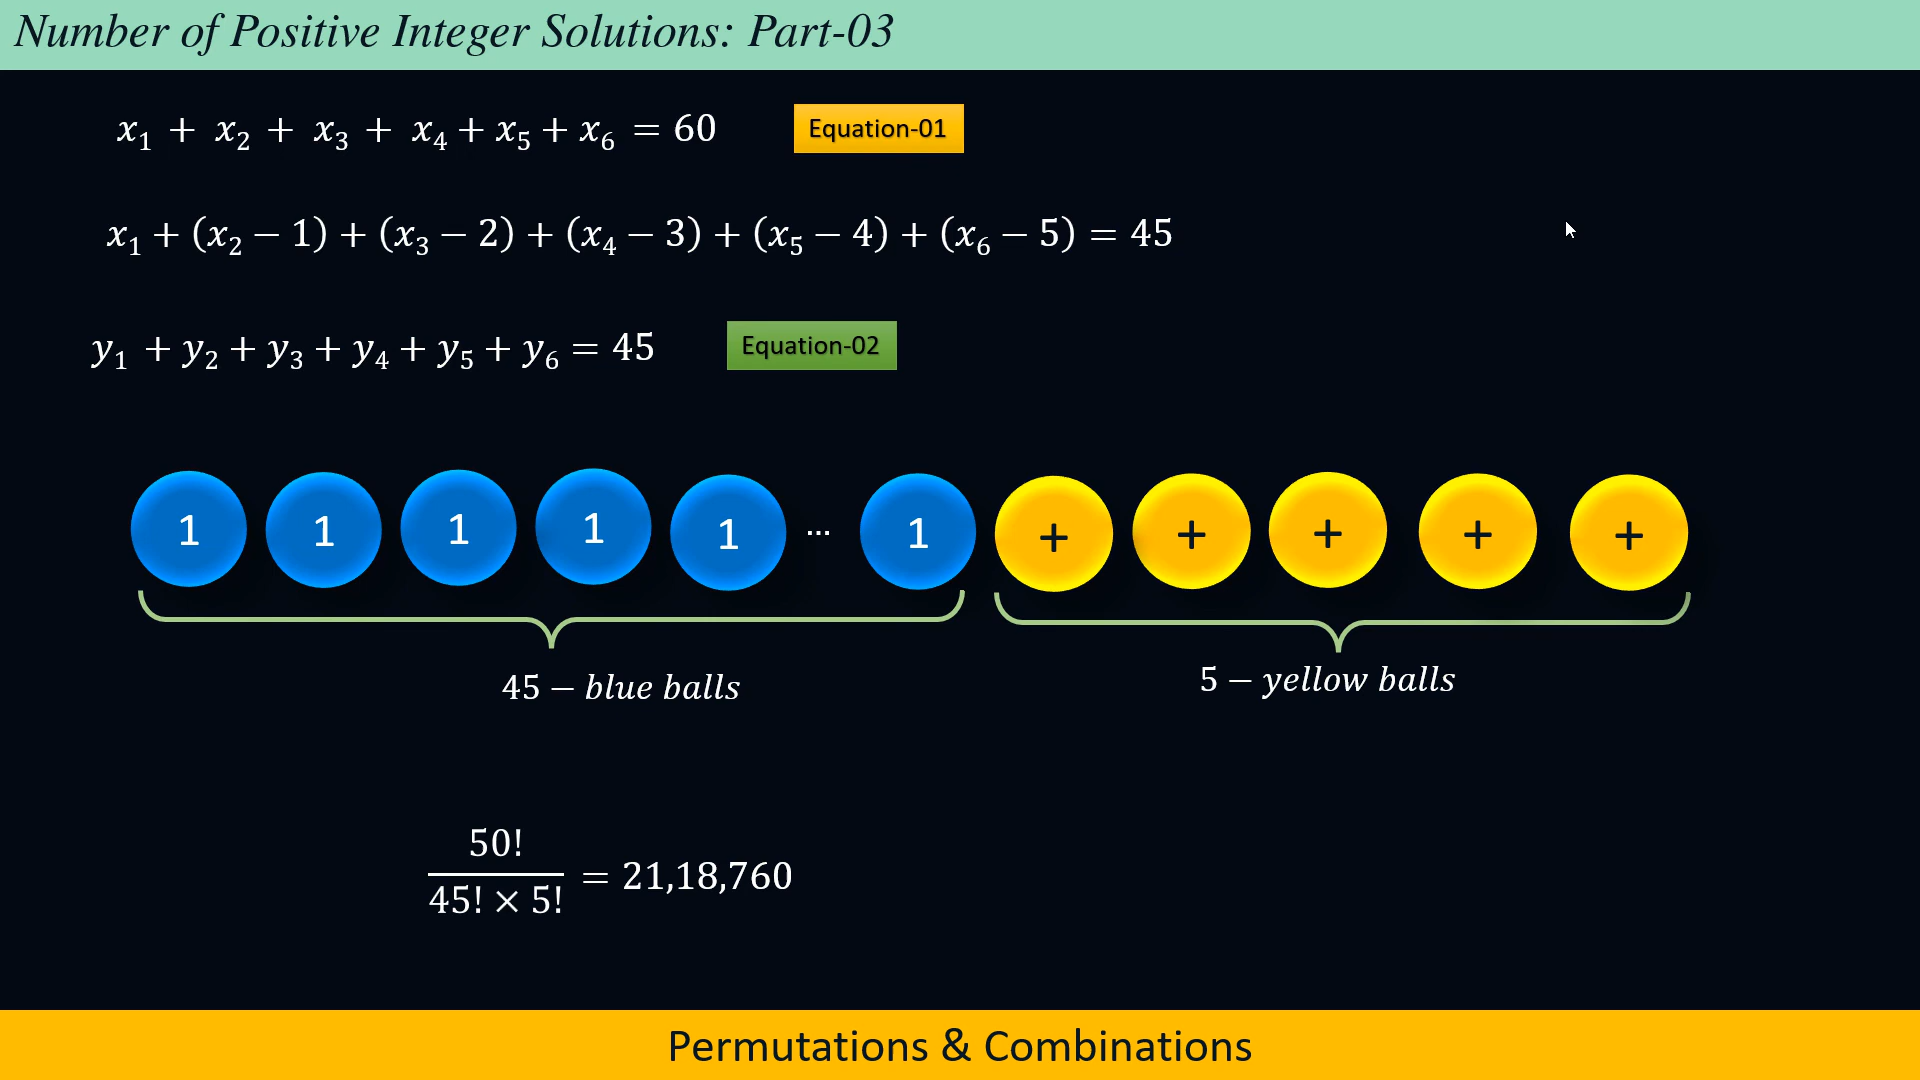 Number of Positive Integer Solutions: Part-03
x₁ + x₂ + x₃ + x₄ + x₅ + x₆ = 60 Equation-01
x₁ + (x₂ − 1) + (x₃ − 2) + (x₄ − 3) + (x₅ − 4) + (x₆ − 5) = 45
y₁ + y₂ + y₃ + y₄ + y₅ + y₆ = 45 Equation-02
1 1 1 1 1 ... 1 + + + + +
45 − blue balls 5 − yellow balls
50!
45! × 5! = 21,18,760
Permutations & Combinations